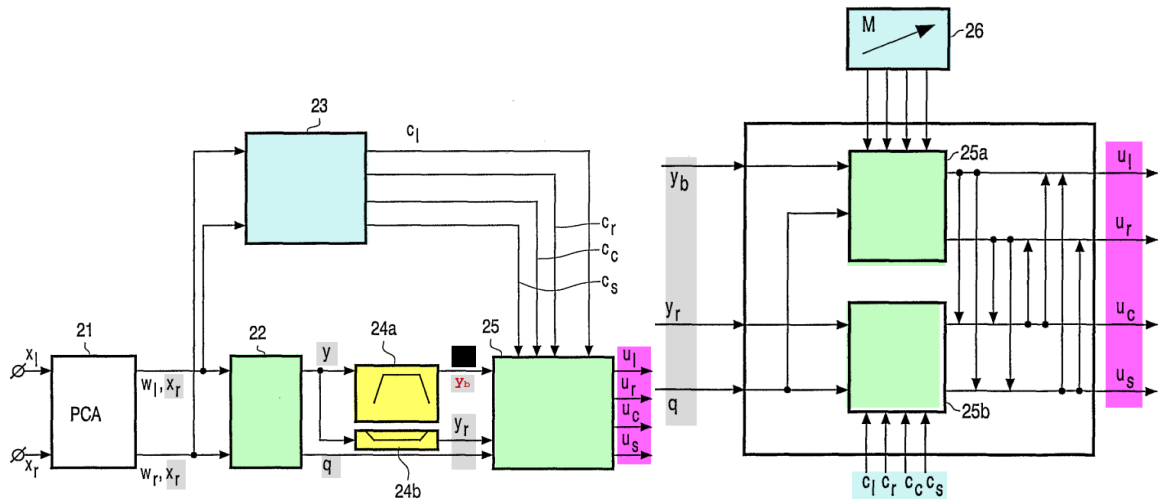 M
26
23
c_l
25a
u_l
y_b
c_r
u_r
c_c
c_s
y_r
u_c
21
22
y
24a
25
x_l
w_l, x_r
y_b
u_l
u_r
q
u_s
PCA
u_c
y_r
u_s
25b
x_r
w_r, x_r
q
24b
c_l c_r c_c c_s